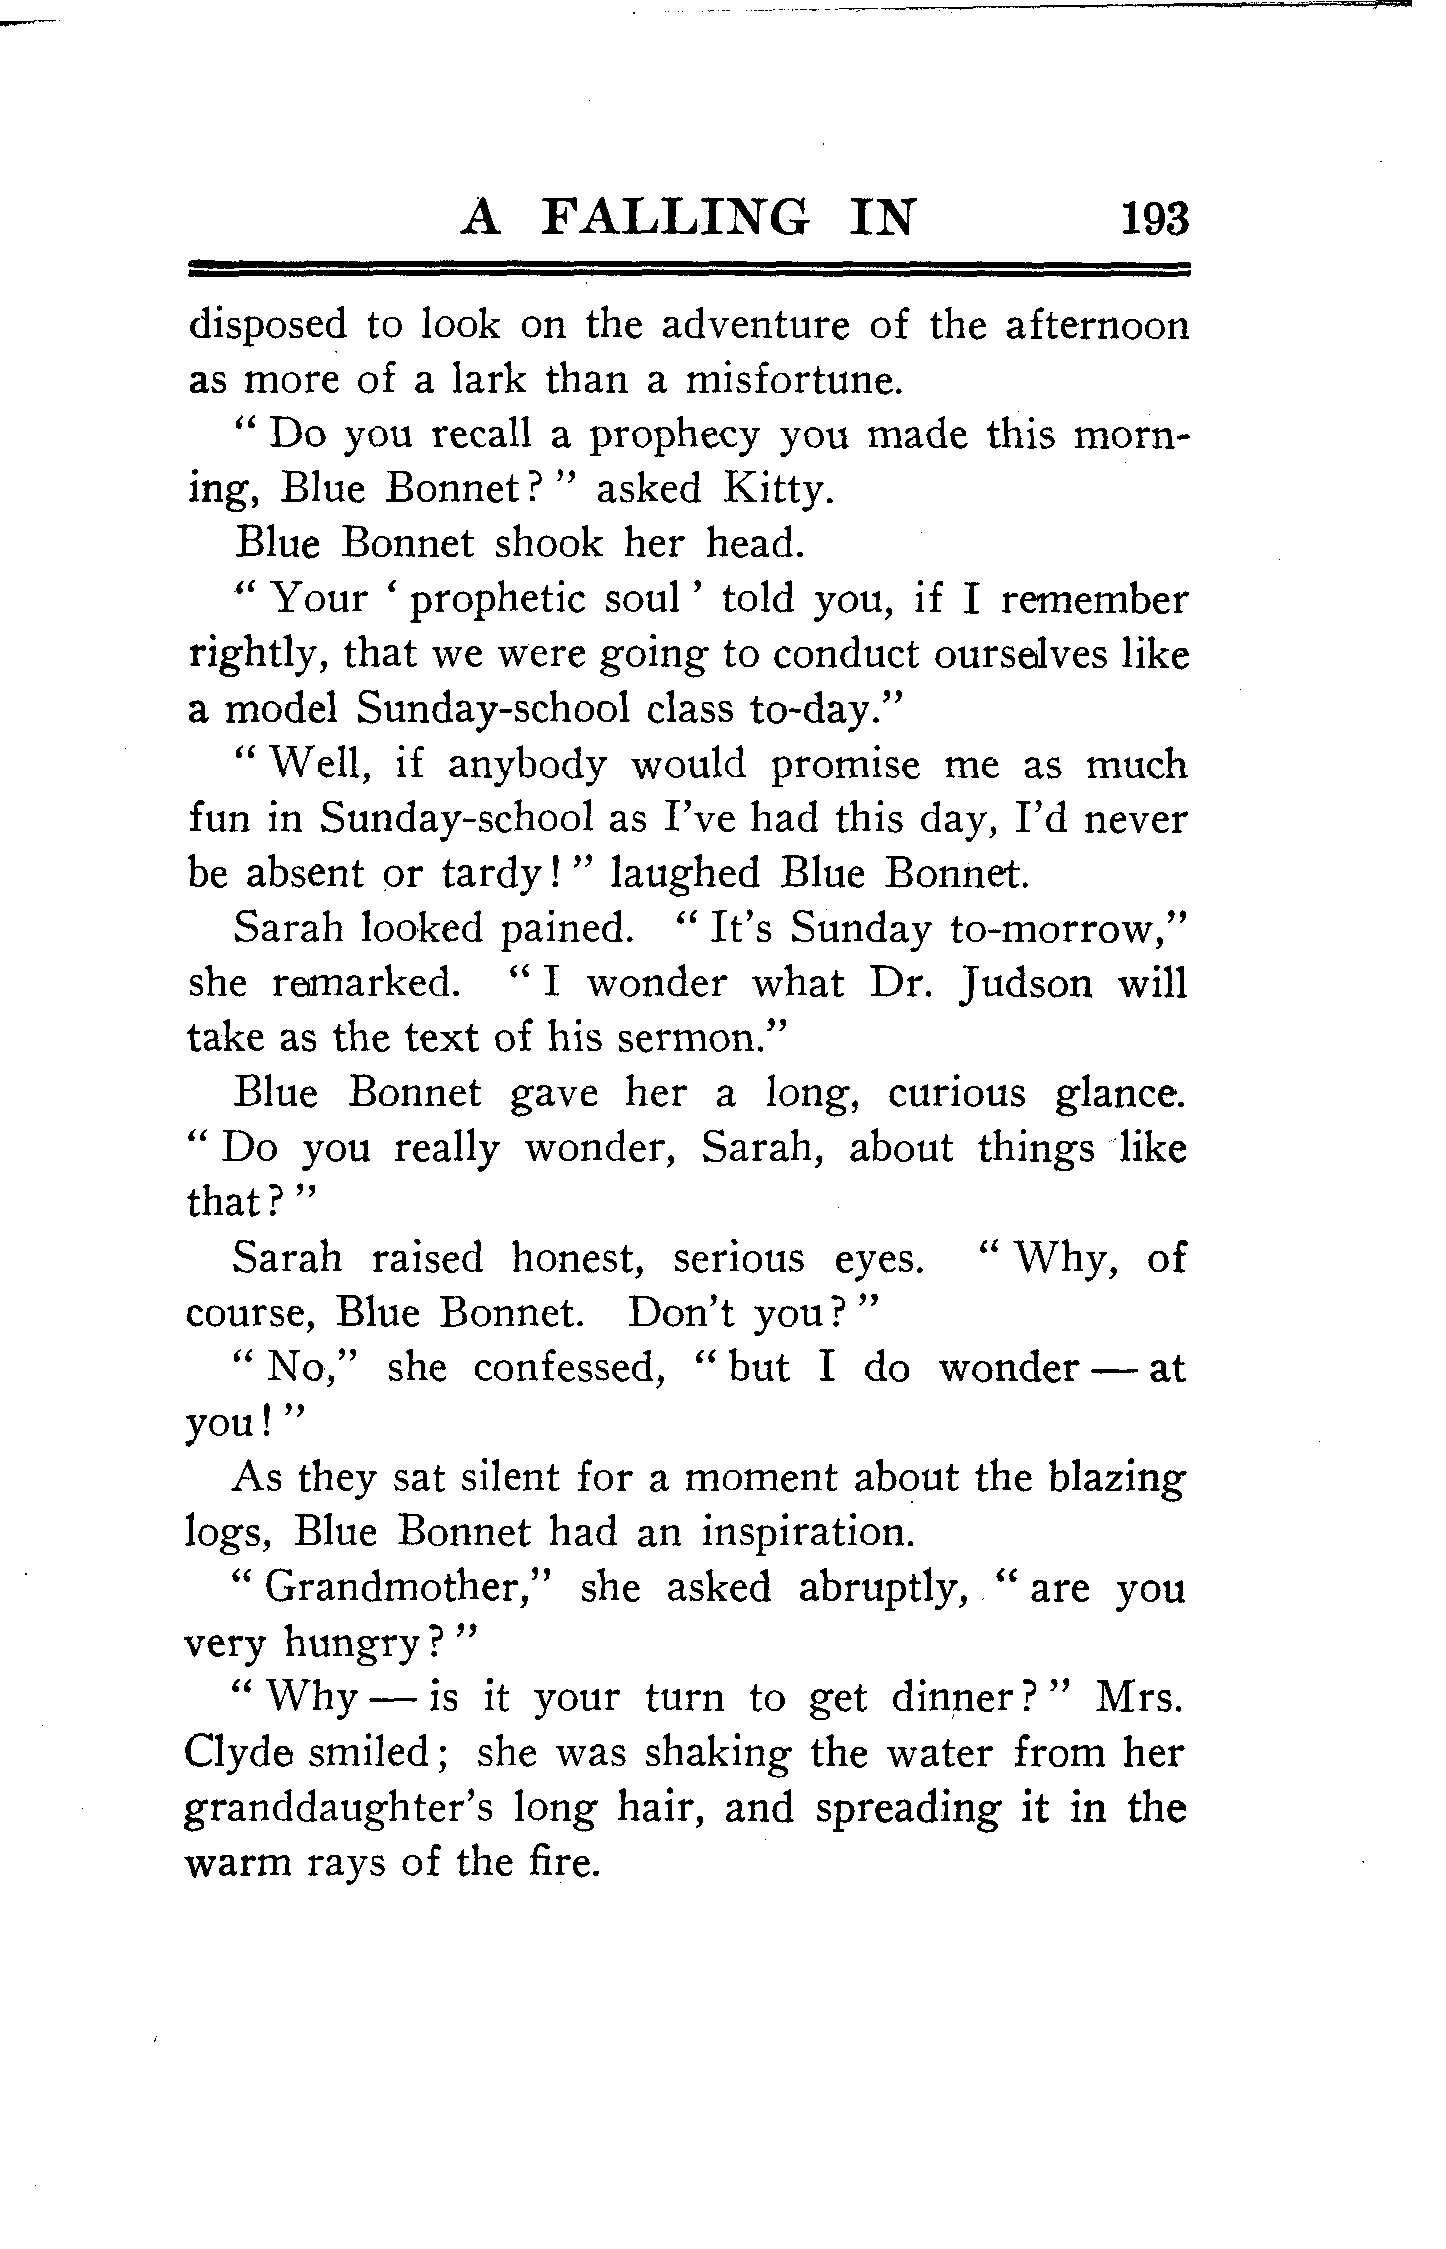 A FALLING IN 193
disposed to look on the adventure of the afternoon
as more of a lark than a misfortune.
“ Do you recall a prophecy you made this morn-
ing, Blue Bonnet? ” asked Kitty.
Blue Bonnet shook her head.
“ Your ‘ prophetic soul ’ told you, if I remember
rightly, that we were going to conduct ourselves like
a model Sunday-school class to-day.”
“ Well, if anybody would promise me as much
fun in Sunday-school as I’ve had this day, I’d never
be absent or tardy! ” laughed Blue Bonnet.
Sarah looked pained. “ It’s Sunday to-morrow,”
she remarked. “ I wonder what Dr. Judson will
take as the text of his sermon.”
Blue Bonnet gave her a long, curious glance.
“ Do you really wonder, Sarah, about things like
that? ”
Sarah raised honest, serious eyes. “ Why, of
course, Blue Bonnet. Don’t you? ”
“ No,” she confessed, “ but I do wonder — at
you! ”
As they sat silent for a moment about the blazing
logs, Blue Bonnet had an inspiration.
“ Grandmother,” she asked abruptly, “ are you
very hungry? ”
“ Why — is it your turn to get dinner? ” Mrs.
Clyde smiled; she was shaking the water from her
granddaughter’s long hair, and spreading it in the
warm rays of the fire.